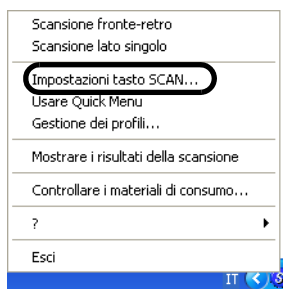 Scansione fronte-retro
Scansione lato singolo
Impostazioni tasto SCAN...
Usare Quick Menu
Gestione dei profili...
Mostrare i risultati della scansione
Controllare i materiali di consumo...
?
Esci
IT